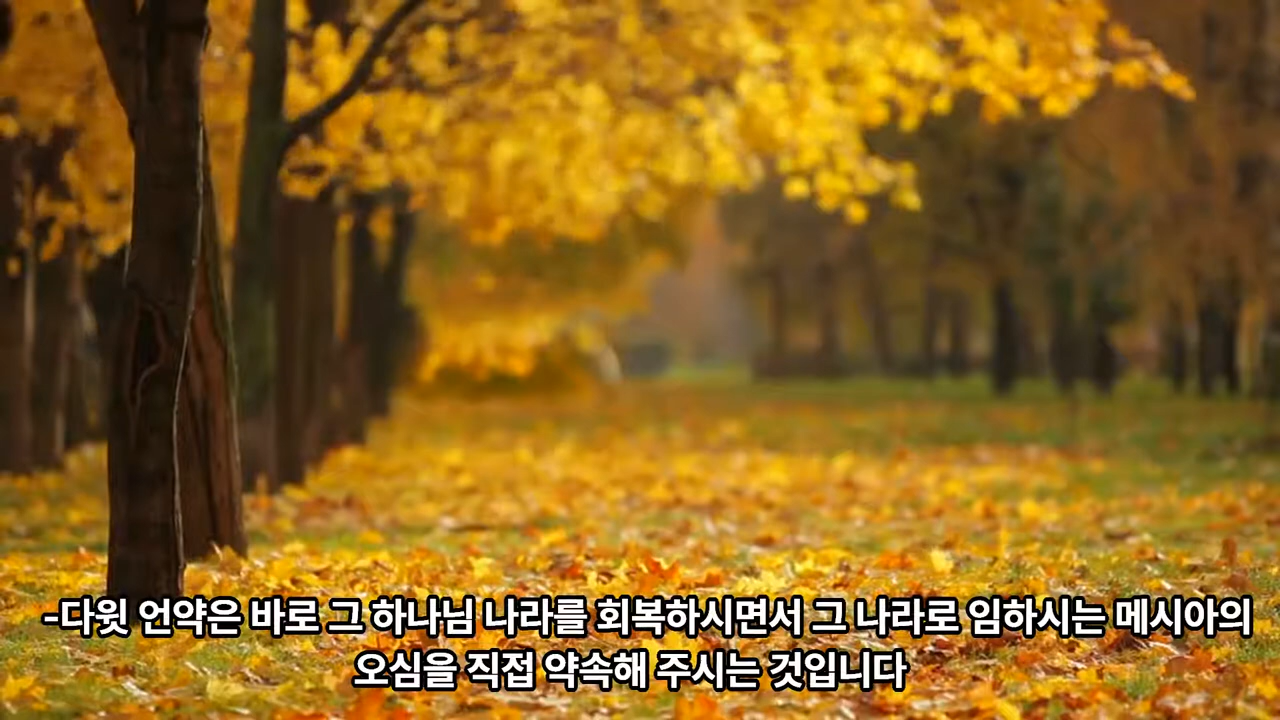 -다윗 언약은 바로 그 하나님 나라를 회복하시면서 그 나라로 임하시는 메시아의
오심을 직접 약속해 주시는 것입니다